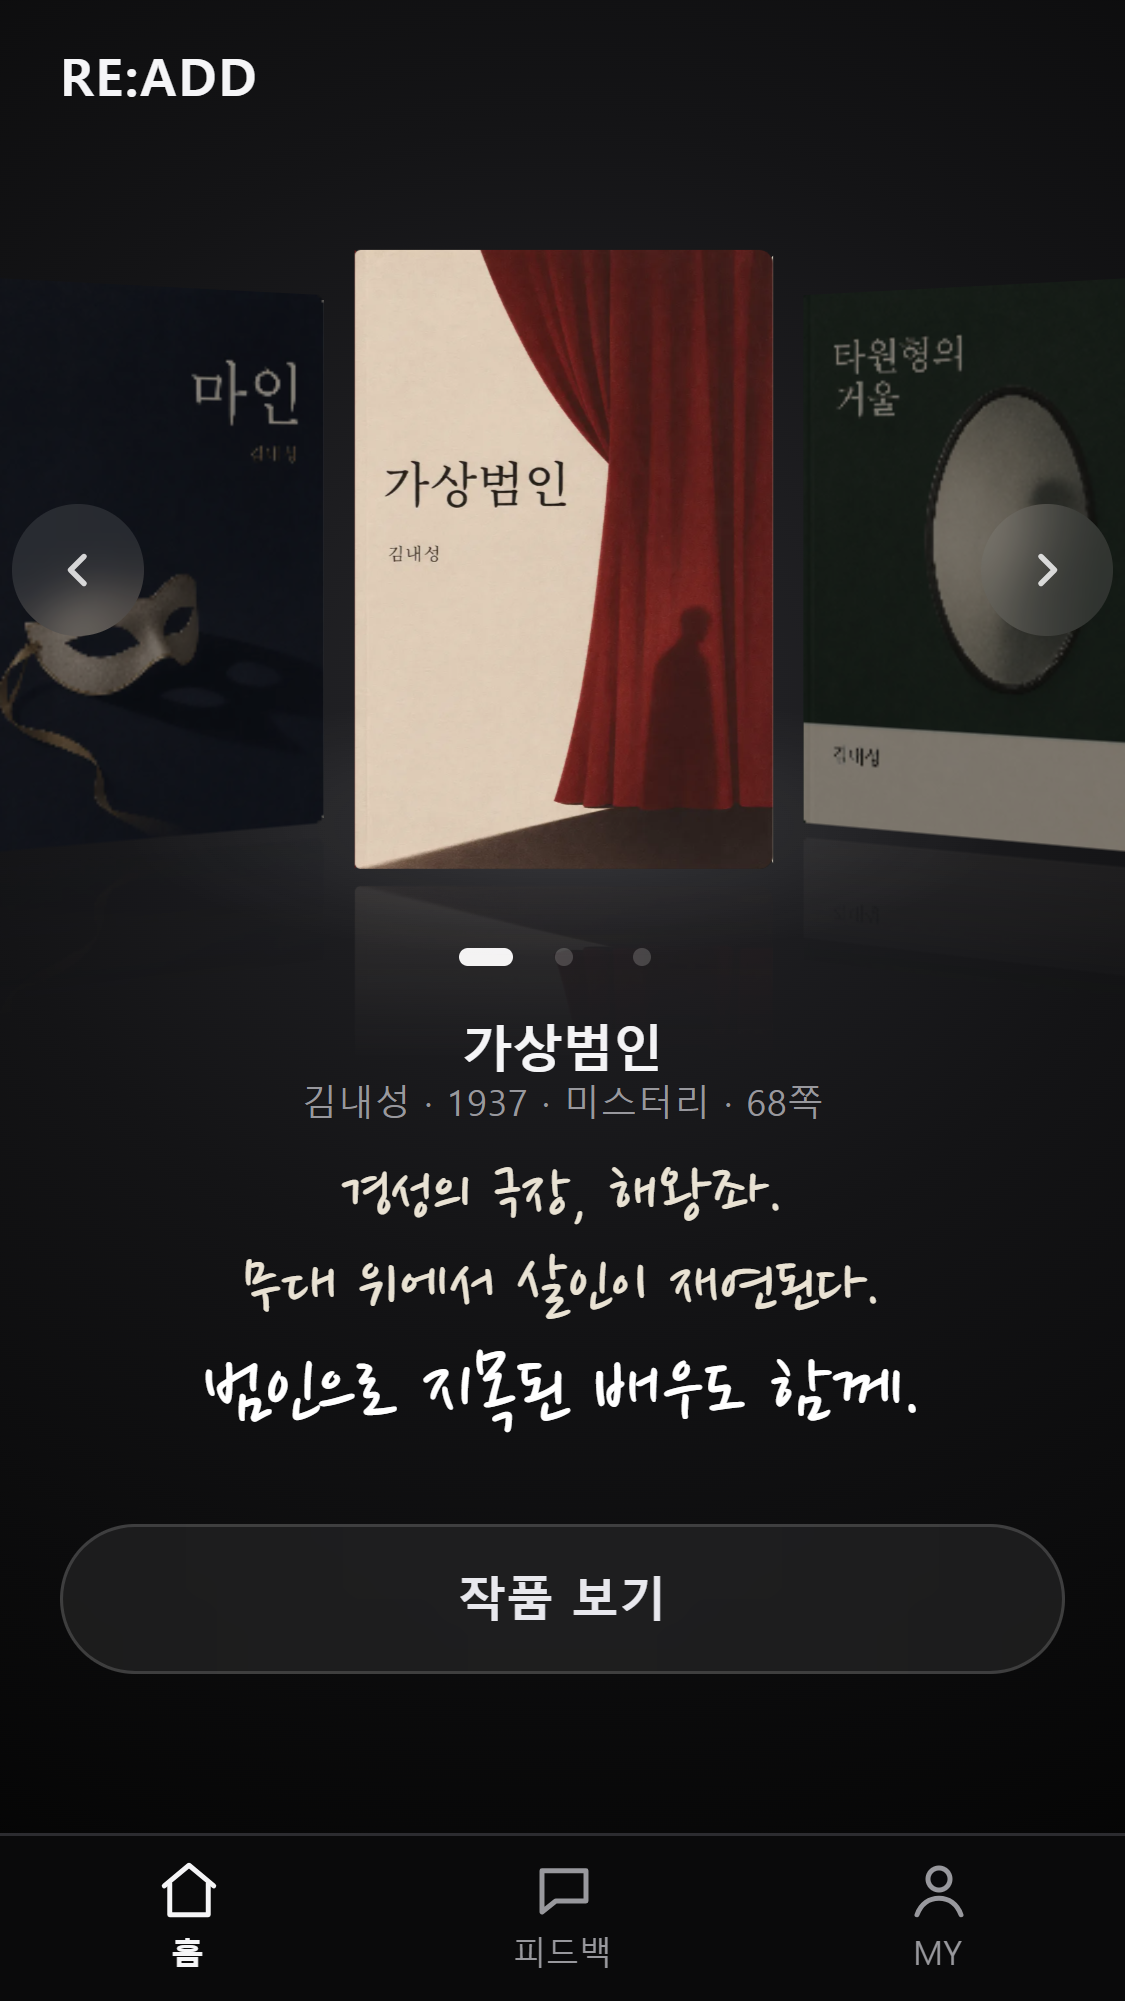 RE:ADD
마인
김내성
가상범인
김내성
타원형의
거울
김내성
가상범인
김내성 · 1937 · 미스터리 · 68쪽
경성의 극장, 해왕좌.
무대 위에서 살인이 재연된다.
범인으로 지목된 배우도 함께.
작품 보기
홈
피드백
MY